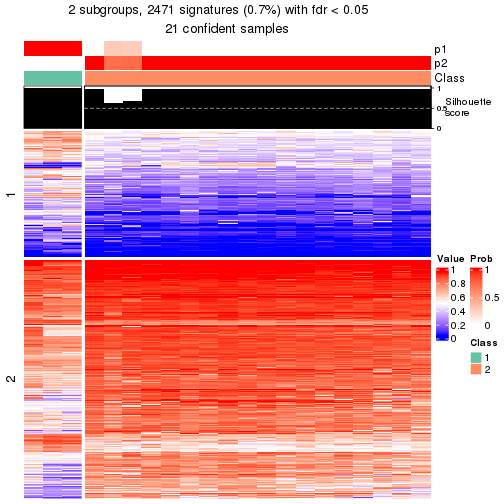 2 subgroups, 2471 signatures (0.7%) with fdr < 0.05
21 confident samples
p1
p2
Class
1
0.5
0
Silhouette
score
1
2
Value
1
0.8
0.6
0.4
0.2
0
Prob
1
0.5
0
Class
1
2